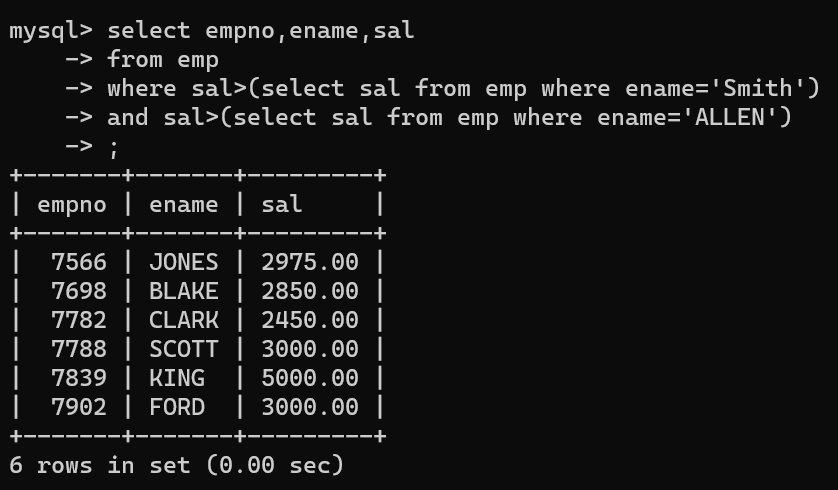 mysql> select empno,ename,sal
    -> from emp
    -> where sal>(select sal from emp where ename='Smith')
    -> and sal>(select sal from emp where ename='ALLEN')
    -> ;
+-------+-------+---------+
| empno | ename | sal     |
+-------+-------+---------+
|  7566 | JONES | 2975.00 |
|  7698 | BLAKE | 2850.00 |
|  7782 | CLARK | 2450.00 |
|  7788 | SCOTT | 3000.00 |
|  7839 | KING  | 5000.00 |
|  7902 | FORD  | 3000.00 |
+-------+-------+---------+
6 rows in set (0.00 sec)